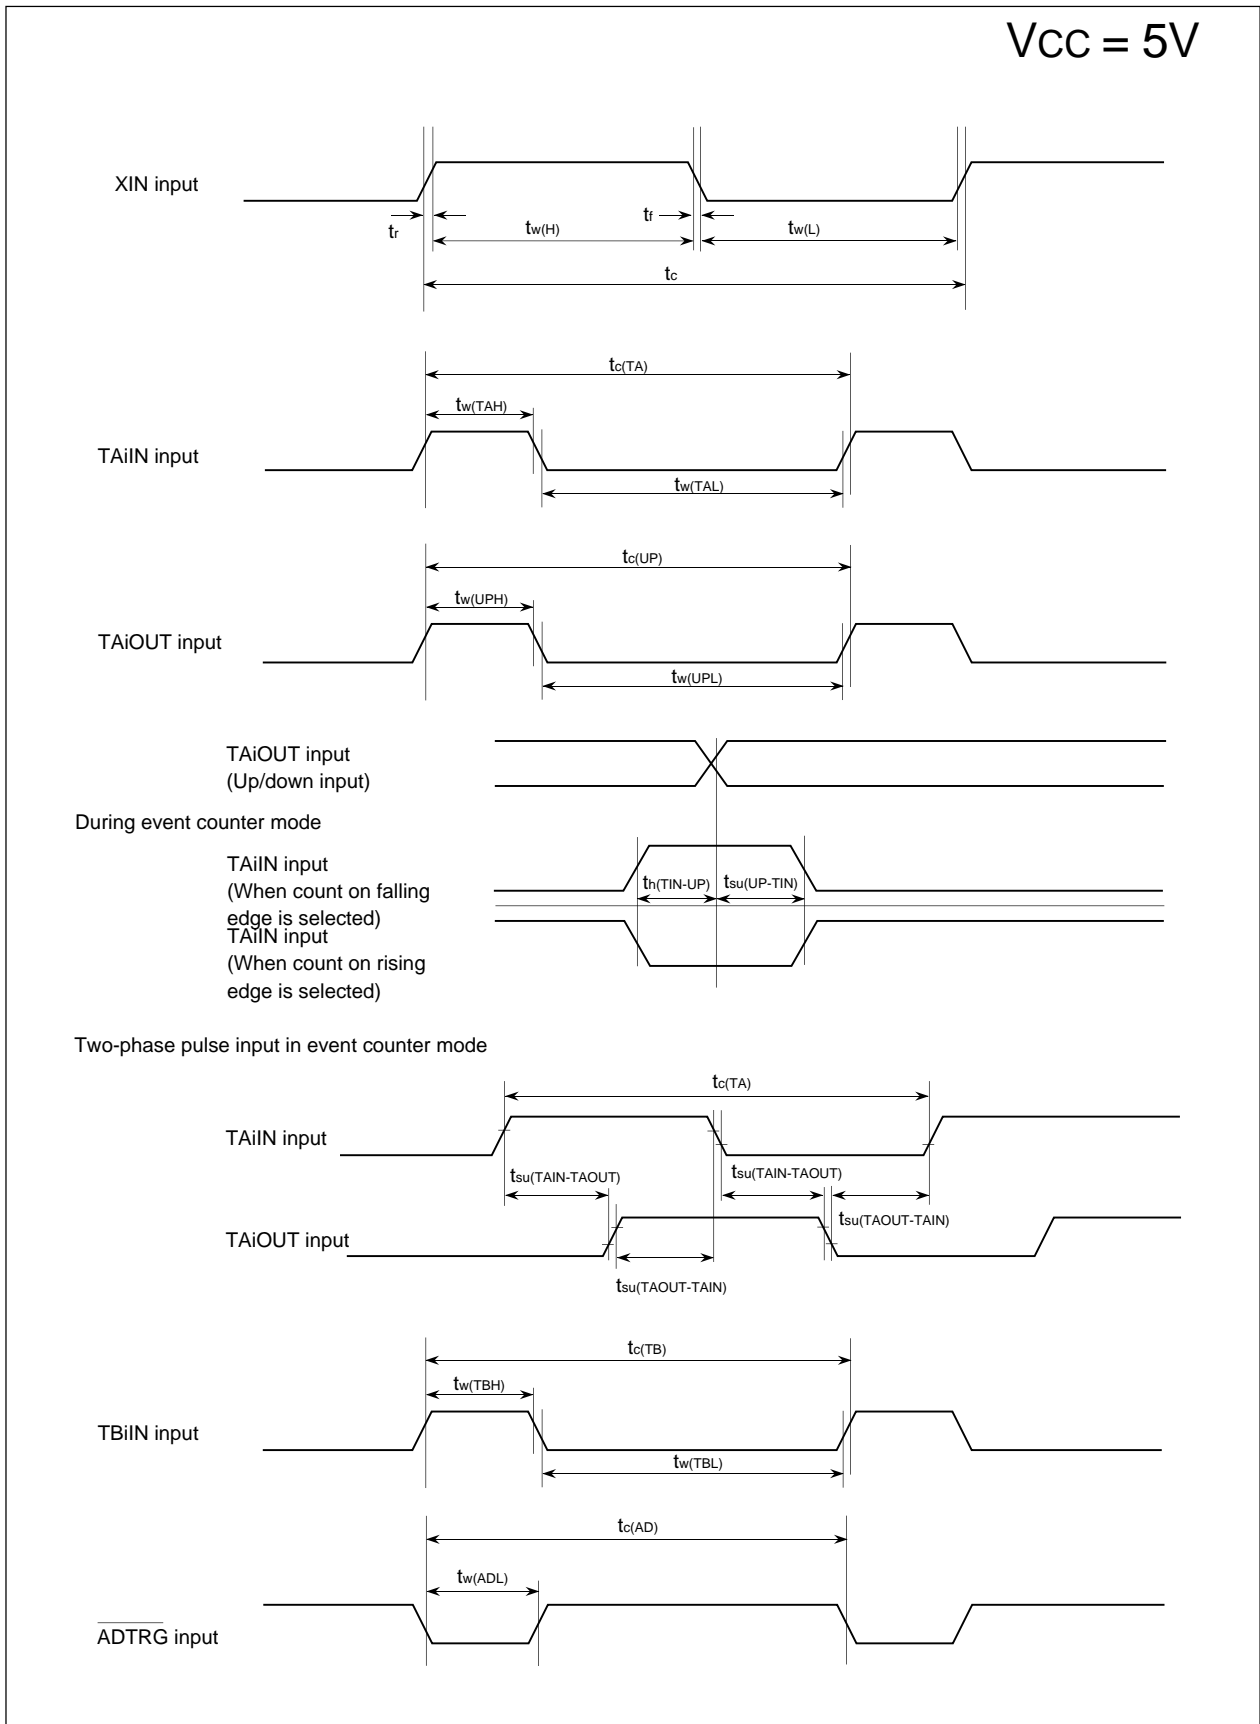 VCC = 5V
XIN input
tr
tw(H)
tf
tw(L)
tc
tc(TA)
tw(TAH)
TAiIN input
tw(TAL)
tc(UP)
tw(UPH)
TAiOUT input
tw(UPL)
TAiOUT input
(Up/down input)
During event counter mode
TAiIN input
(When count on falling
edge is selected)
th(TIN-UP)
tsu(UP-TIN)
TAiIN input
(When count on rising
edge is selected)
Two-phase pulse input in event counter mode
tc(TA)
TAiIN input
tsu(TAIN-TAOUT)
tsu(TAIN-TAOUT)
tsu(TAOUT-TAIN)
TAiOUT input
tsu(TAOUT-TAIN)
tc(TB)
tw(TBH)
TBiIN input
tw(TBL)
tc(AD)
tw(ADL)
ADTRG input